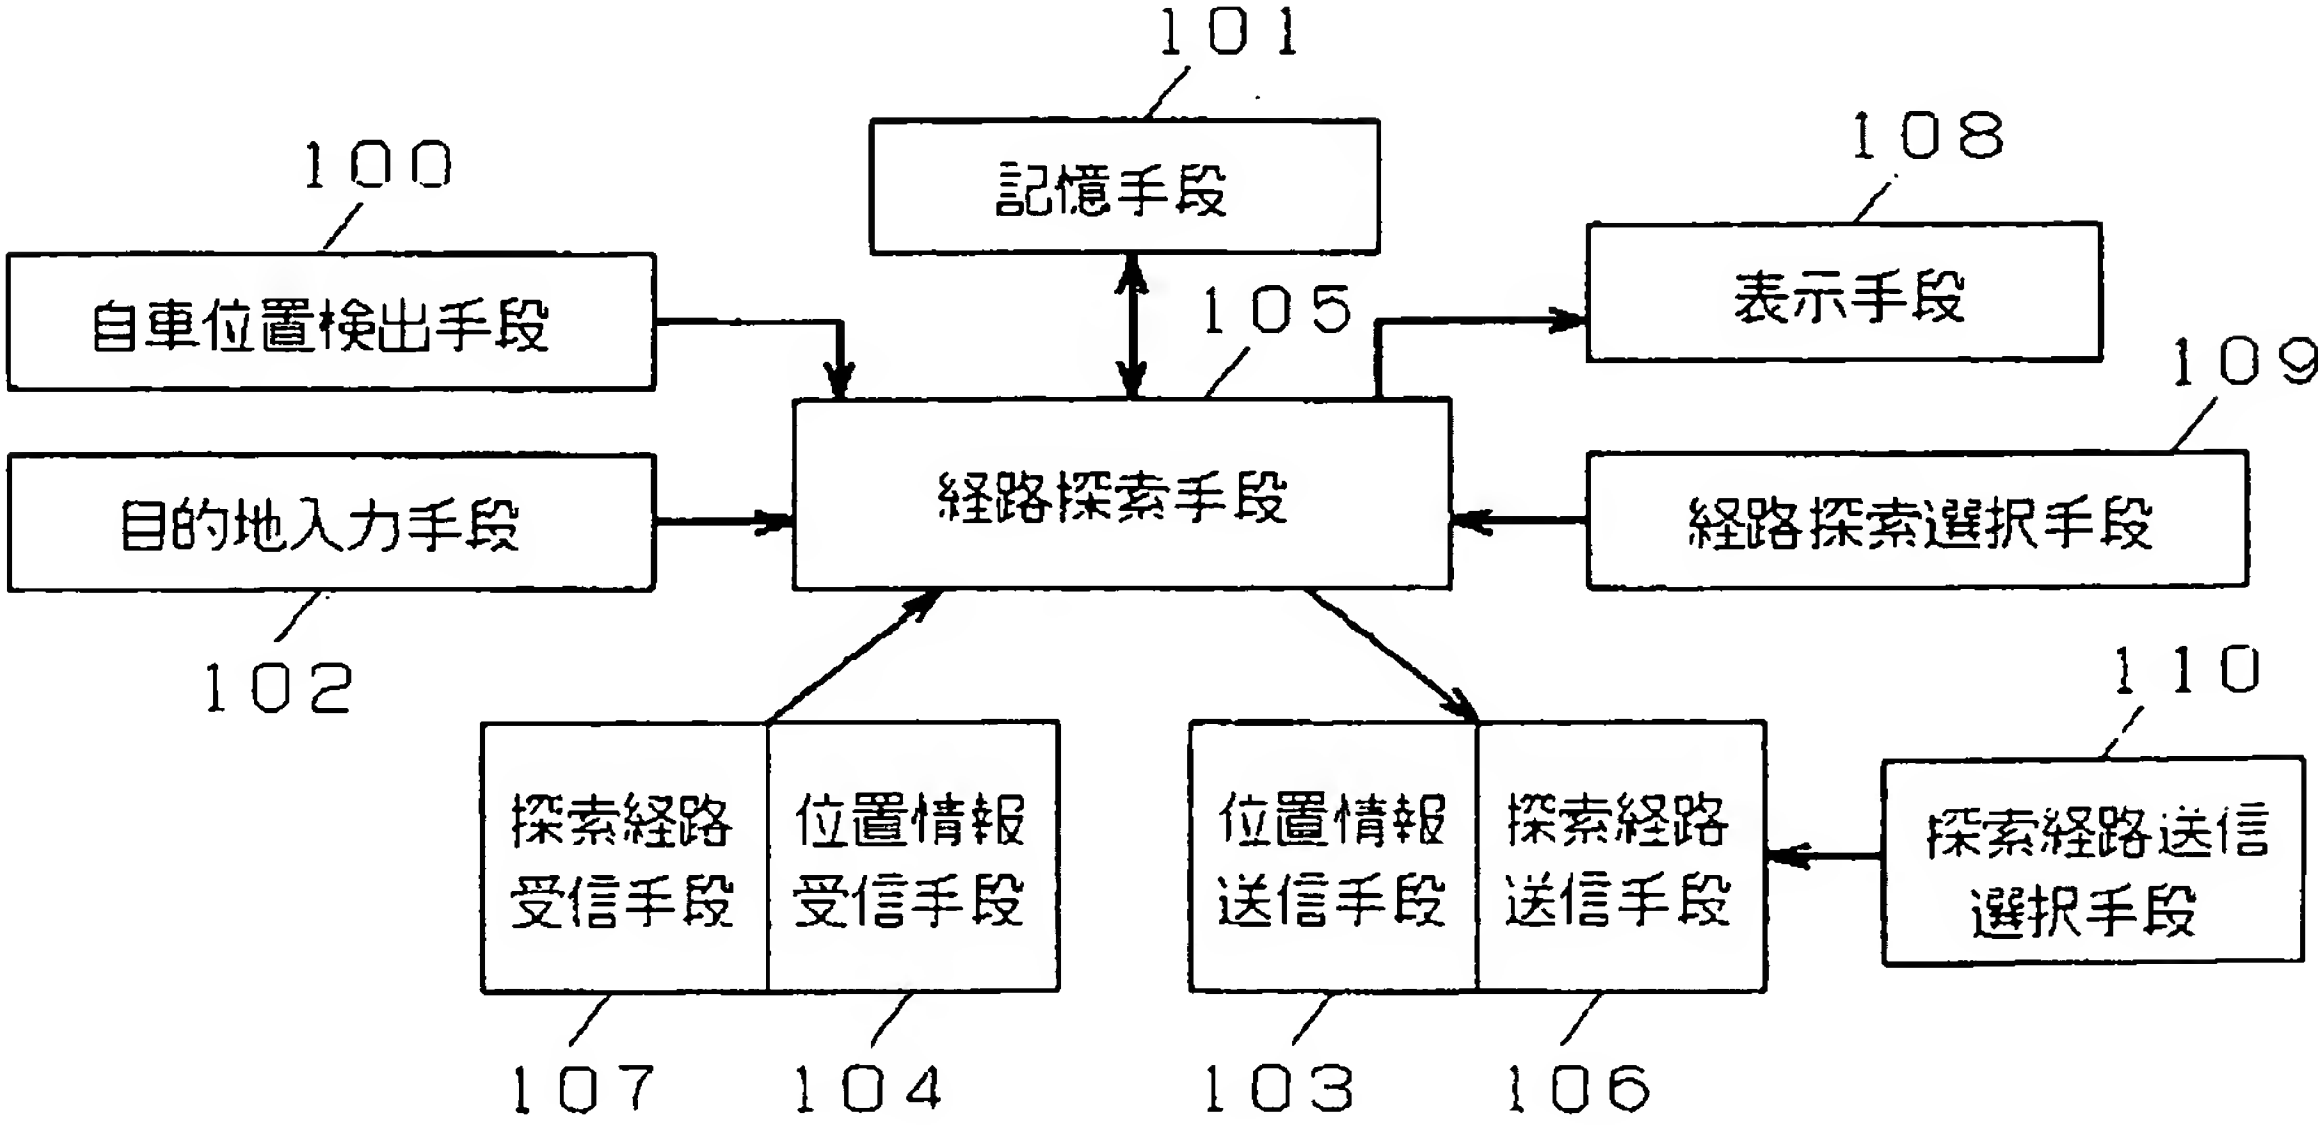 101
100
記憶手段
108
自車位置検出手段
105
表示手段
109
目的地入力手段
経路探索手段
経路探索選択手段
102
110
探索経路
受信手段
位置情報
受信手段
位置情報
送信手段
探索経路
送信手段
探索経路送信
選択手段
107
104
103
106